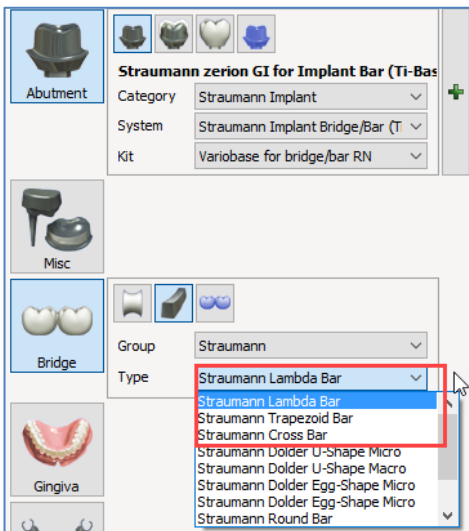 Straumann zerion GI for Implant Bar (Ti-Bas
Abutment
Category Straumann Implant
System Straumann Implant Bridge/Bar (T
Kit Variobase for bridge/bar RN
Misc
Bridge
Group Straumann
Type Straumann Lambda Bar
Straumann Lambda Bar
Straumann Trapezoid Bar
Straumann Cross Bar
Straumann Dolder U-Shape Micro
Straumann Dolder U-Shape Macro
Straumann Dolder Egg-Shape Micro
Straumann Dolder Egg-Shape Micro
Straumann Round Bar
Gingiva